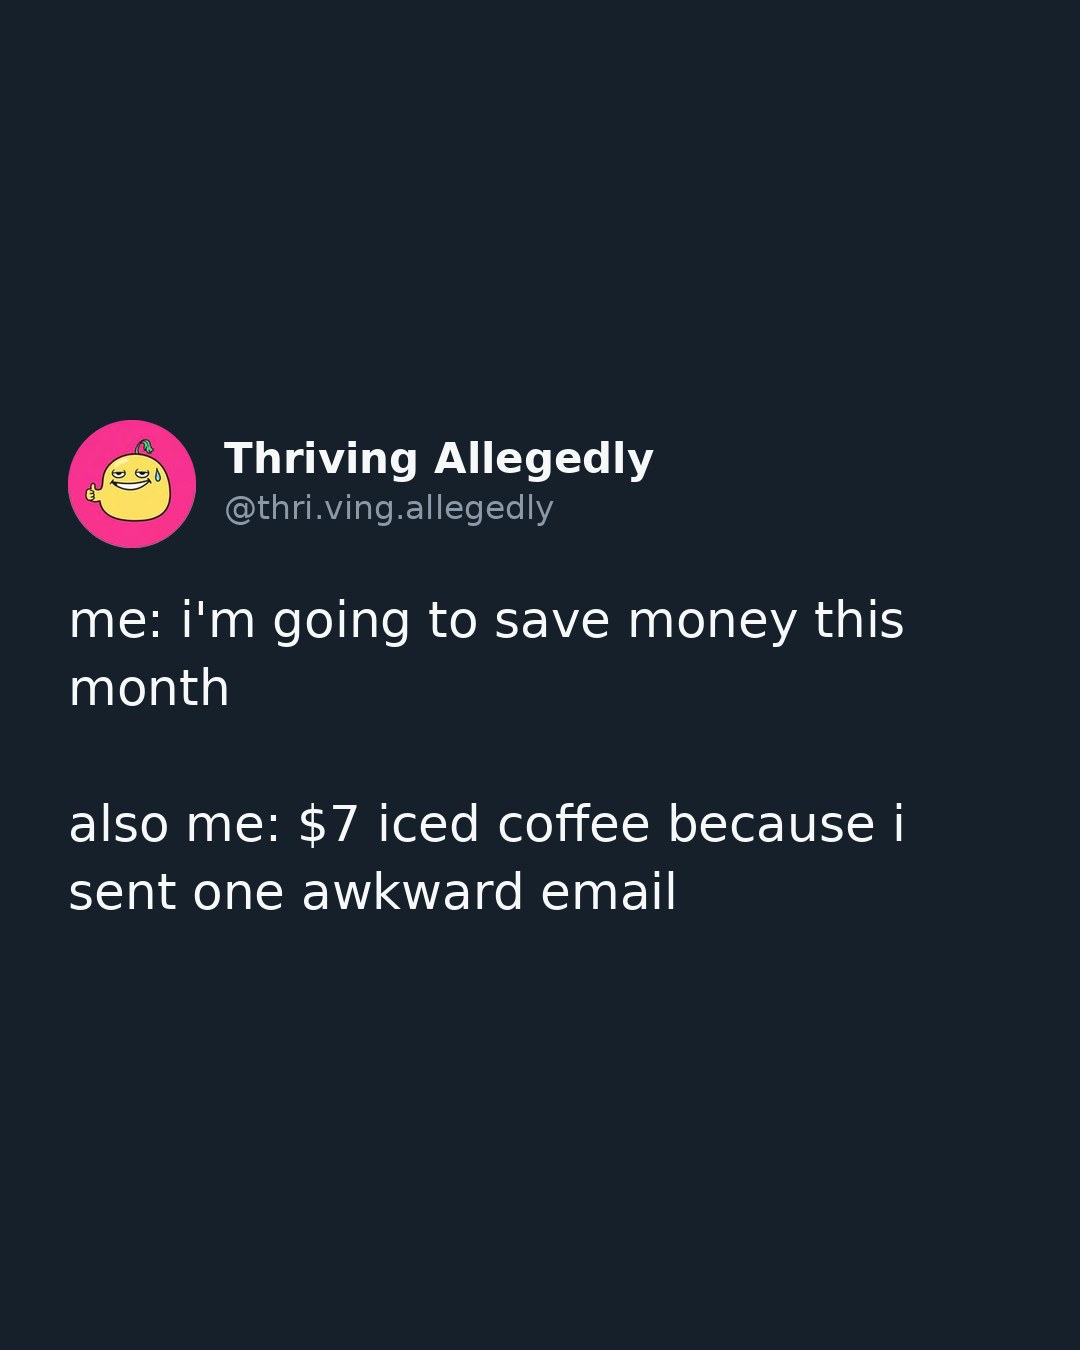 Thriving Allegedly
@thri.ving.allegedly
me: i'm going to save money this
month
also me: $7 iced coffee because i
sent one awkward email